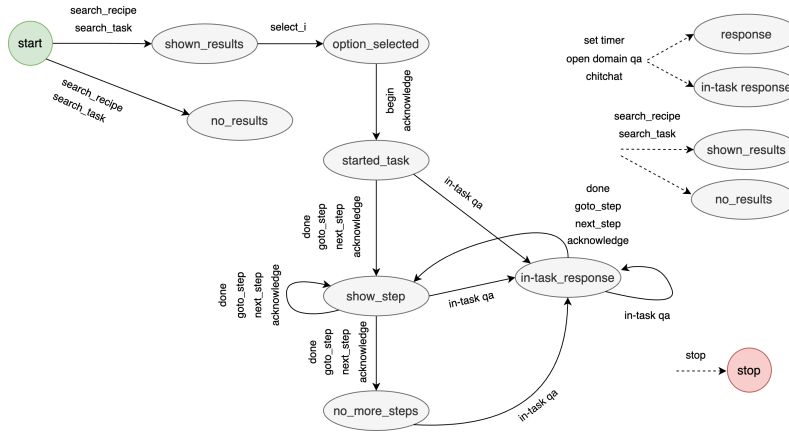 search_recipe
search_task
start
shown_results
select_i
option_selected
search_recipe
search_task
no_results
begin
acknowledge
started_task
in-task qa
done
goto_step
next_step
acknowledge
done
goto_step
next_step
acknowledge
show_step
in-task qa
in-task_response
done
goto_step
next_step
acknowledge
in-task qa
done
goto_step
next_step
acknowledge
no_more_steps
in-task qa
set timer
open domain qa
chitchat
response
in-task response
search_recipe
search_task
shown_results
no_results
stop
stop